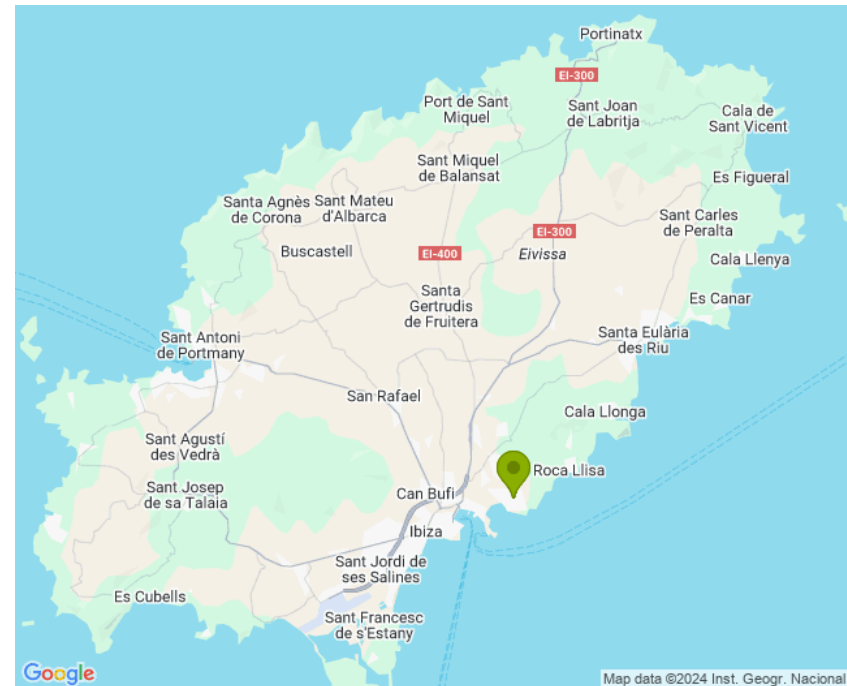 Portinatx
EI-300
Port de Sant
Miquel
Sant Joan
de Labritja
Cala de
Sant Vicent
Sant Miquel
de Balansat
Es Figueral
Santa Agnès
de Corona
Sant Mateu
d'Albarca
Sant Carles
de Peralta
EI-300
Buscastell
EI-400
Eivissa
Cala Llenya
Santa
Gertrudis
de Fruitera
Es Canar
Sant Antoni
de Portmany
Santa Eulària
des Riu
San Rafael
Cala Llonga
Sant Agustí
des Vedrà
Roca Llisa
Sant Josep
de sa Talaia
Can Bufi
Ibiza
Sant Jordi de
ses Salines
Es Cubells
Sant Francesc
de s'Estany
Google
Map data ©2024 Inst. Geogr. Nacional